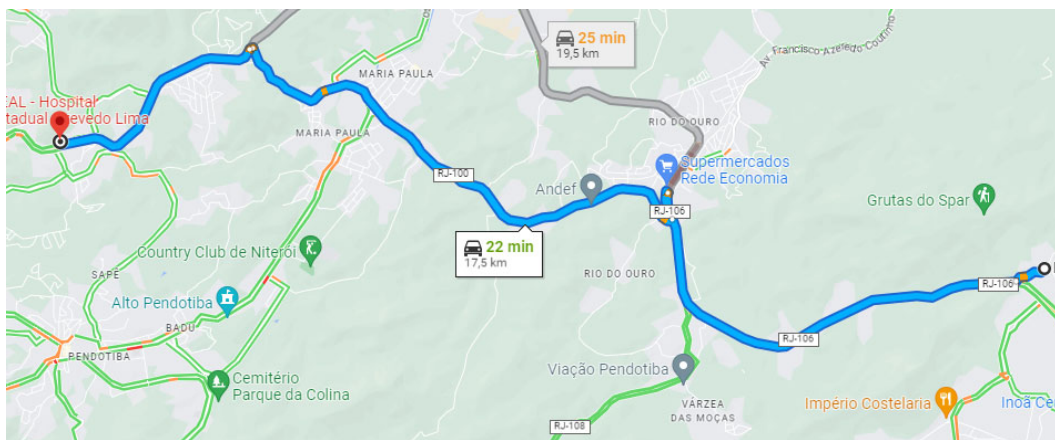 25 min
19,5 km
Av. Francisco Azeredo Coutinho
MARIA PAULA
EAL - Hospital
tadual Azevedo Lima
RIO DO OURO
MARIA PAULA
Supermercados
Rede Economia
RJ-100
Andef
Grutas do Spar
RJ-106
22 min
17,5 km
Country Club de Niterói
SAPÊ
RIO DO OURO
RJ-106
Alto Pendotiba
BADU
RJ-106
PENDOTIBA
Viação Pendotiba
Cemitério
Parque da Colina
VÁRZEA
DAS MOÇAS
Império Costelaria
Inoã Ce
RJ-108